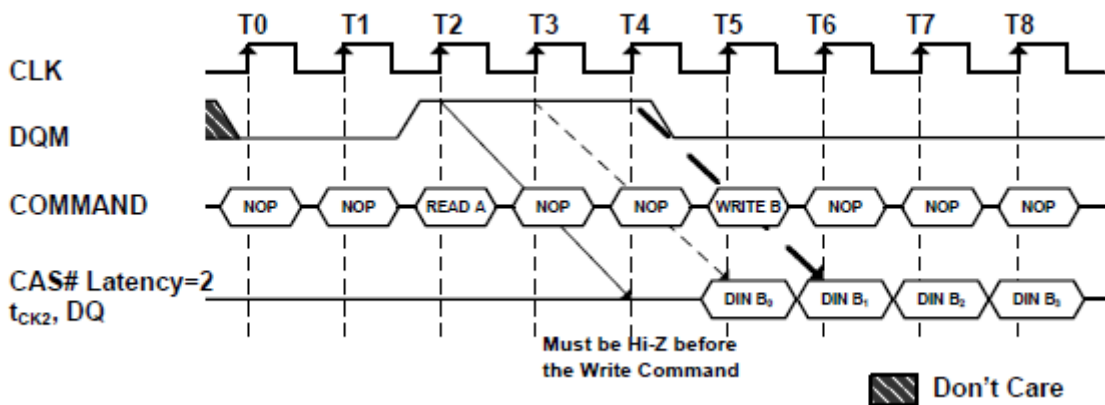 T0 T1 T2 T3 T4 T5 T6 T7 T8
CLK
DQM
COMMAND NOP NOP READ A NOP NOP WRITE B NOP NOP NOP
CAS# Latency=2
tCK2, DQ DIN B0 DIN B1 DIN B2 DIN B3
Must be Hi-Z before
the Write Command
Don't Care